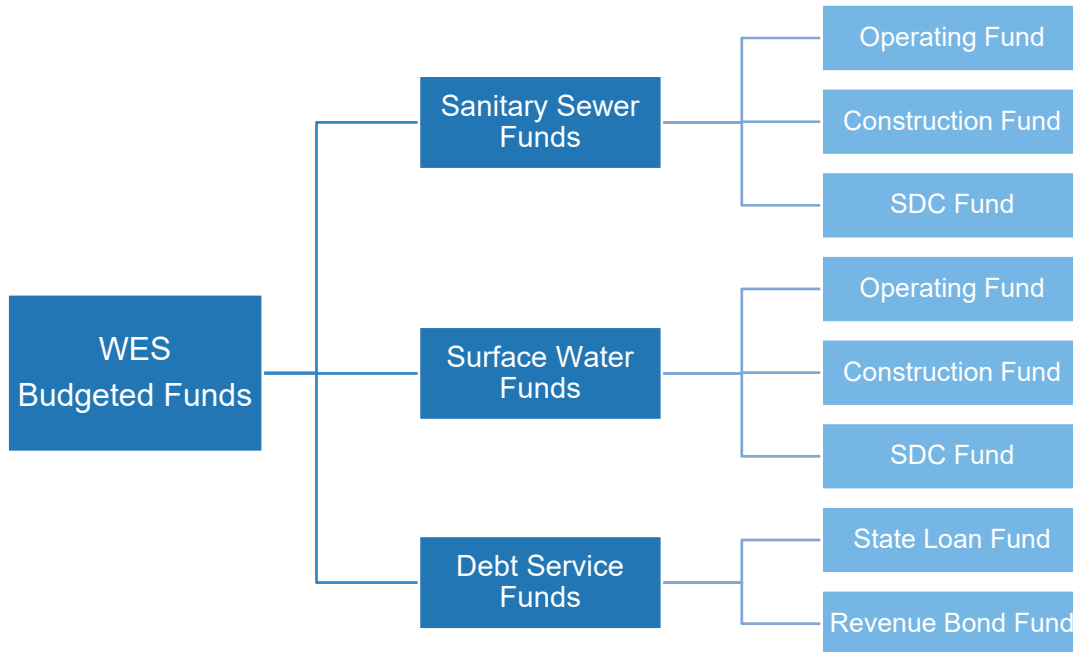 WES
Budgeted Funds
Sanitary Sewer
Funds
Operating Fund
Construction Fund
SDC Fund
Surface Water
Funds
Operating Fund
Construction Fund
SDC Fund
Debt Service
Funds
State Loan Fund
Revenue Bond Fund